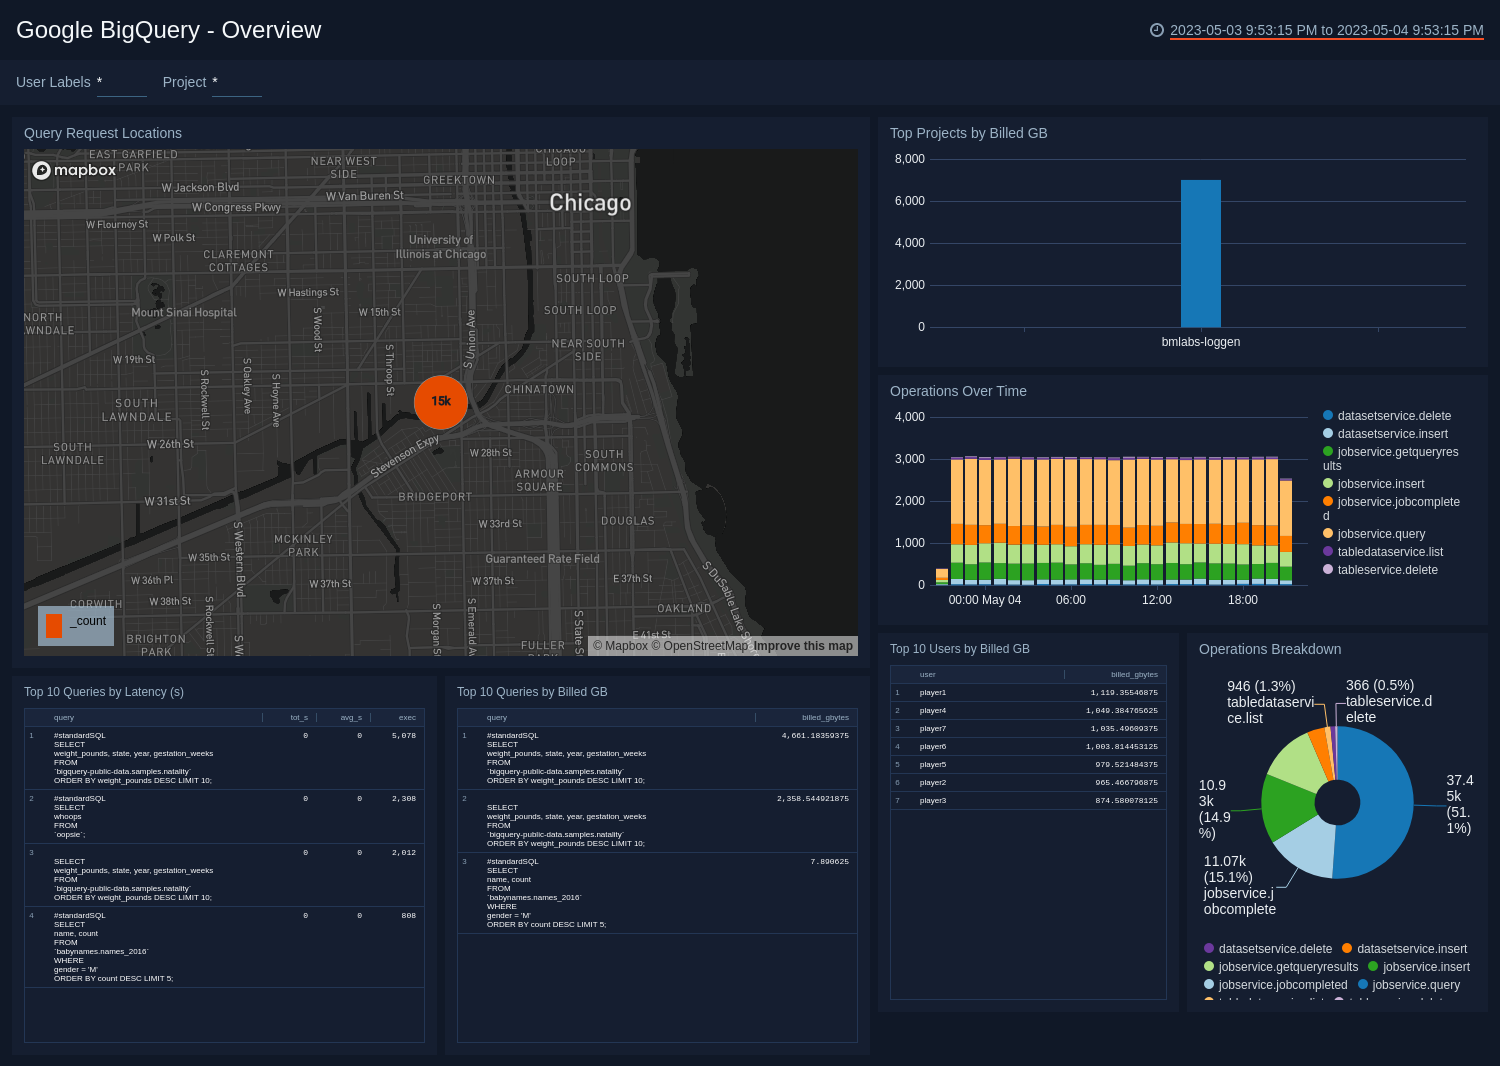 Google BigQuery - Overview
2023-05-03 9:53:15 PM to 2023-05-04 9:53:15 PM
User Labels *
Project *
Query Request Locations
mapbox
EAST GARFIELD
PARK
NEAR WEST
SIDE
CHICAGO
LOOP
GREEKTOWN
W Jackson Blvd
W Van Buren St
W Congress Pkwy
Chicago
W Flournoy St
W Polk St
University of
Illinois at Chicago
CLAREMONT
COTTAGES
SOUTH LOOP
W Hastings St
Mount Sinai Hospital
S Wood St
W 15th St
SOUTH LOOP
NORTH
WNDALE
S Union Ave
NEAR SOUTH
SIDE
W 19th St
S Rockwell St
S Oakley Ave
S Hoyne Ave
S Throop St
CHINATOWN
15k
SOUTH
LAWNDALE
SOUTH
LAWNDALE
W 26th St
Stevenson Expy
W 28th St
SOUTH
COMMONS
ARMOUR
SQUARE
W 31st St
BRIDGEPORT
S Western Blvd
W 33rd St
DOUGLAS
MCKINLEY
PARK
W 35th St
Guaranteed Rate Field
W 36th Pl
W 37th St
W 37th St
E 37th St
S DuSable Lake Shore
CORWITH
W 38th St
S Rockwell St
S W
S Morgan S
S Emerald Av
S State S
OAKLAND
_count
BRIGHTON
PARK
FULLER
PARK
E 41st St
© Mapbox © OpenStreetMap Improve this map
Top Projects by Billed GB
8,000
6,000
4,000
2,000
0
bmlabs-loggen
Operations Over Time
4,000
3,000
2,000
1,000
0
00:00 May 04
06:00
12:00
18:00
datasetservice.delete
datasetservice.insert
jobservice.getqueryres
ults
jobservice.insert
jobservice.jobcomplete
d
jobservice.query
tabledataservice.list
tableservice.delete
Top 10 Queries by Latency (s)
query tot_s avg_s exec
1 #standardSQL 0 0 5,078
SELECT
weight_pounds, state, year, gestation_weeks
FROM
`bigquery-public-data.samples.natality`
ORDER BY weight_pounds DESC LIMIT 10;
2 #standardSQL 0 0 2,308
SELECT
whoops
FROM
`oopsie`;
3 0 0 2,012
SELECT
weight_pounds, state, year, gestation_weeks
FROM
`bigquery-public-data.samples.natality`
ORDER BY weight_pounds DESC LIMIT 10;
4 #standardSQL 0 0 808
SELECT
name, count
FROM
`babynames.names_2016`
WHERE
gender = 'M'
ORDER BY count DESC LIMIT 5;
Top 10 Queries by Billed GB
query billed_gbytes
1 #standardSQL 4,661.18359375
SELECT
weight_pounds, state, year, gestation_weeks
FROM
`bigquery-public-data.samples.natality`
ORDER BY weight_pounds DESC LIMIT 10;
2 2,358.544921875
SELECT
weight_pounds, state, year, gestation_weeks
FROM
`bigquery-public-data.samples.natality`
ORDER BY weight_pounds DESC LIMIT 10;
3 #standardSQL 7.890625
SELECT
name, count
FROM
`babynames.names_2016`
WHERE
gender = 'M'
ORDER BY count DESC LIMIT 5;
Top 10 Users by Billed GB
user billed_gbytes
1 player1 1,119.35546875
2 player4 1,049.384765625
3 player7 1,035.49609375
4 player6 1,003.814453125
5 player5 979.521484375
6 player2 965.466796875
7 player3 874.580078125
Operations Breakdown
946 (1.3%)
tabledataservi
ce.list
366 (0.5%)
tableservice.d
elete
37.4
5k
(51.
1%)
10.9
3k
(14.9
%)
11.07k
(15.1%)
jobservice.j
obcomplete
datasetservice.delete datasetservice.insert
jobservice.getqueryresults jobservice.insert
jobservice.jobcompleted jobservice.query